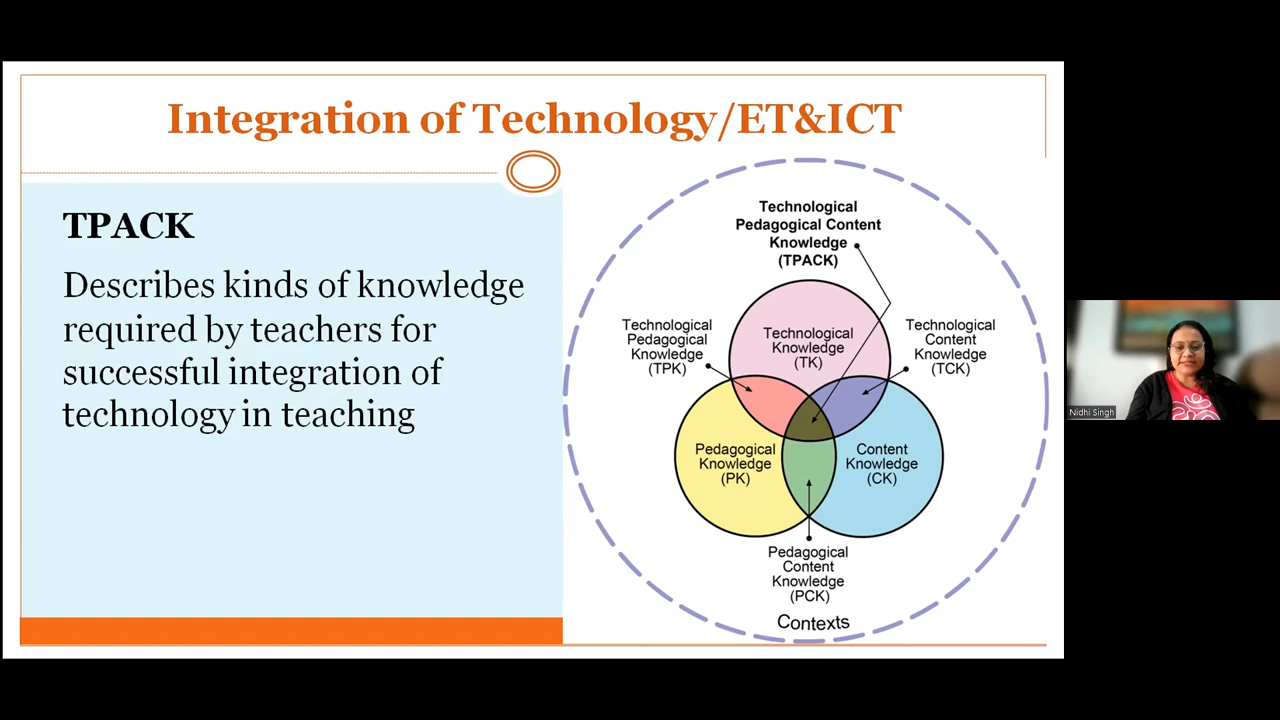 Integration of Technology/ET&ICT
TPACK
Describes kinds of knowledge
required by teachers for
successful integration of
technology in teaching
Technological
Pedagogical Content
Knowledge
(TPACK)
Technological
Pedagogical
Knowledge
(TPK)
Technological
Knowledge
(TK)
Technological
Content
Knowledge
(TCK)
Pedagogical
Knowledge
(PK)
Content
Knowledge
(CK)
Pedagogical
Content
Knowledge
(PCK)
Contexts
Nidhi Singh